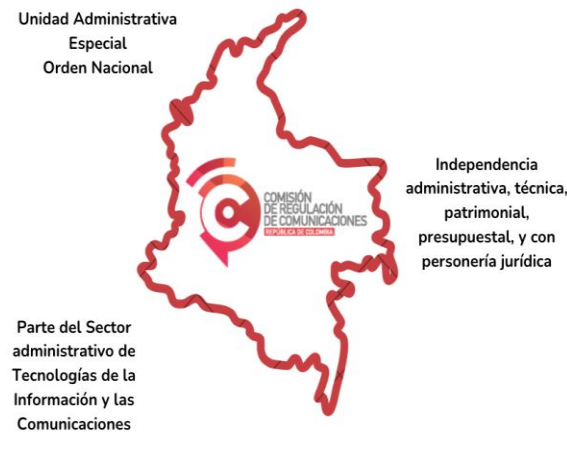 Unidad Administrativa
Especial
Orden Nacional
COMISIÓN
DE REGULACIÓN
DE COMUNICACIONES
REPÚBLICA DE COLOMBIA
Independencia
administrativa, técnica,
patrimonial,
presupuestal, y con
personería jurídica
Parte del Sector
administrativo de
Tecnologías de la
Información y las
Comunicaciones